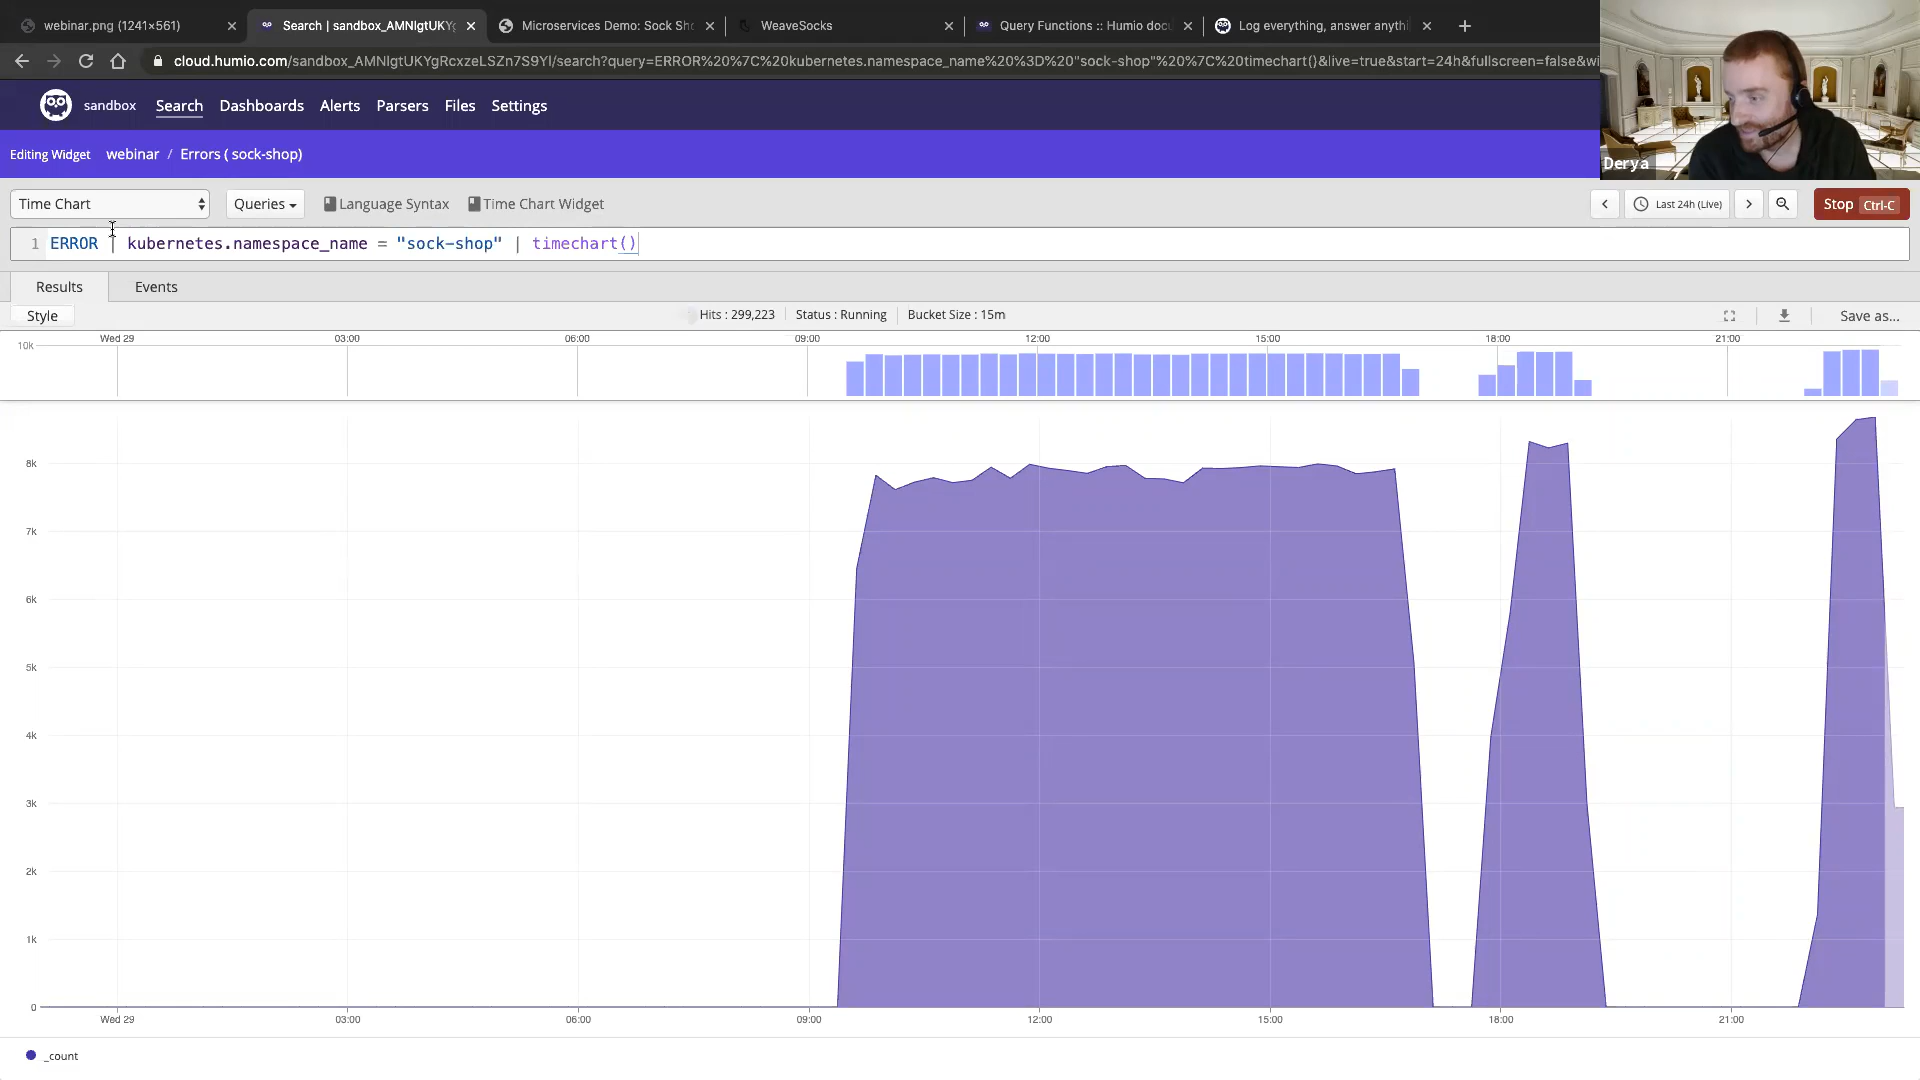 webinar.png (1241×561)
Search | sandbox_AMNIgtUKYg
Microservices Demo: Sock Sho
WeaveSocks
Query Functions :: Humio docu
Log everything, answer anythi
cloud.humio.com/sandbox_AMNIgtUKYgRcxzeLSZn7S9Yl/search?query=ERROR%20%7C%20kubernetes.namespace_name%20%3D%20"sock-shop"%20%7C%20timechart()&live=true&start=24h&fullscreen=false&wi
sandbox Search Dashboards Alerts Parsers Files Settings
Editing Widget webinar / Errors ( sock-shop)
Derya
Time Chart Queries Language Syntax Time Chart Widget Last 24h (Live) Stop Ctrl-C
1 ERROR | kubernetes.namespace_name = "sock-shop" | timechart()
Results Events
Style Hits : 299,223 Status : Running Bucket Size : 15m Save as...
Wed 29 03:00 06:00 09:00 12:00 15:00 18:00 21:00
10k
8k
7k
6k
5k
4k
3k
2k
1k
0
Wed 29 03:00 06:00 09:00 12:00 15:00 18:00 21:00
_count